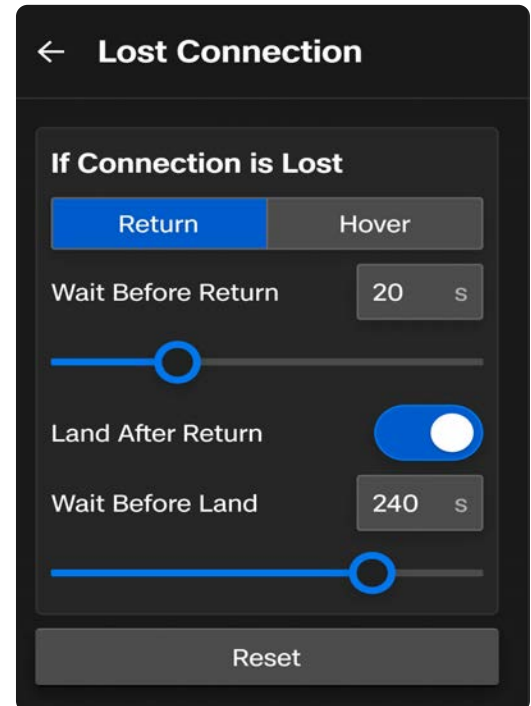 Lost Connection
If Connection is Lost
Return Hover
Wait Before Return 20 s
Land After Return
Wait Before Land 240 s
Reset